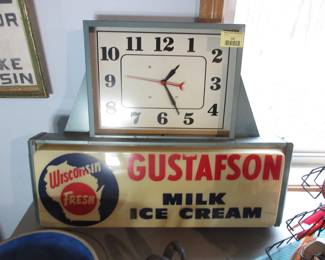 KE
SIN
12
11
1
10
2
9
3
8
4
7
5
6
WISCONSIN
FRESH
GUSTAFSON
MILK
ICE CREAM